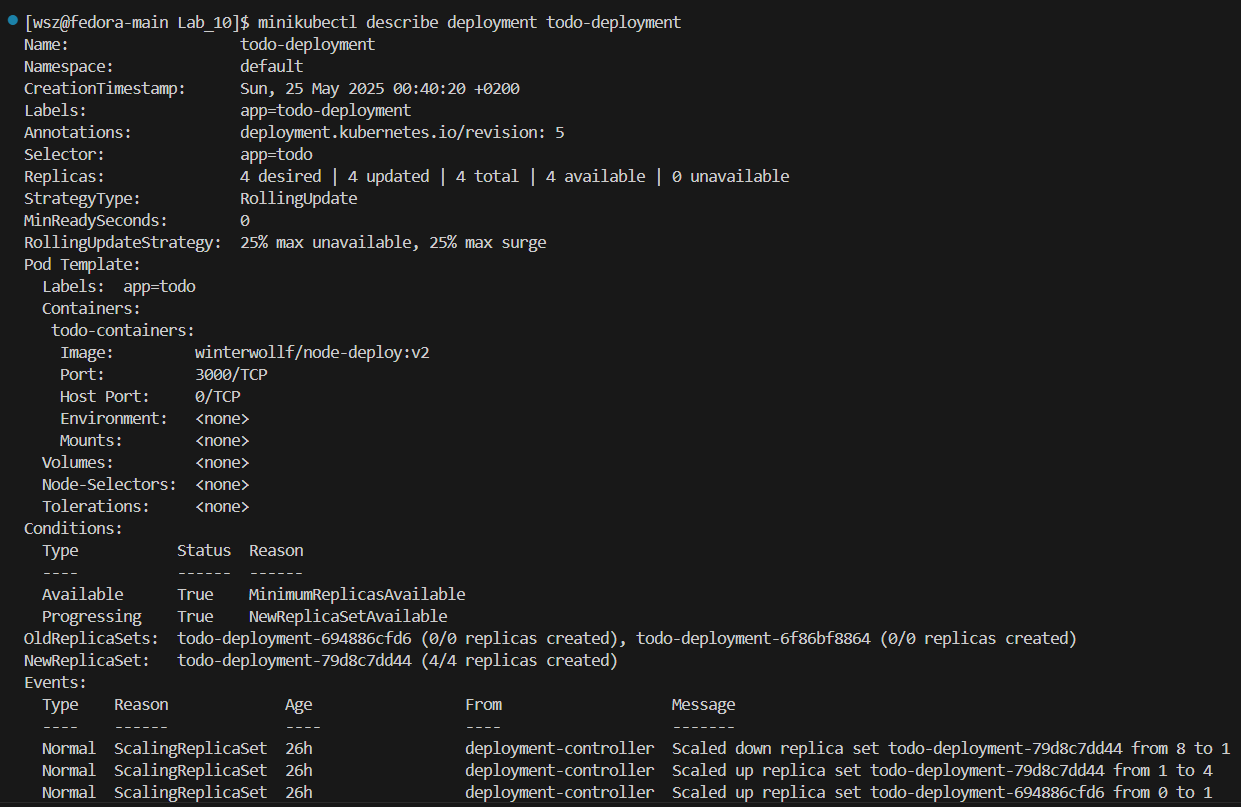 [wsz@fedora-main Lab_10]$ minikubectl describe deployment todo-deployment
Name:                   todo-deployment
Namespace:              default
CreationTimestamp:      Sun, 25 May 2025 00:40:20 +0200
Labels:                 app=todo-deployment
Annotations:            deployment.kubernetes.io/revision: 5
Selector:               app=todo
Replicas:               4 desired | 4 updated | 4 total | 4 available | 0 unavailable
StrategyType:           RollingUpdate
MinReadySeconds:        0
RollingUpdateStrategy:  25% max unavailable, 25% max surge
Pod Template:
  Labels:  app=todo
  Containers:
   todo-containers:
    Image:         winterwollf/node-deploy:v2
    Port:          3000/TCP
    Host Port:     0/TCP
    Environment:   <none>
    Mounts:        <none>
  Volumes:         <none>
  Node-Selectors:  <none>
  Tolerations:     <none>
Conditions:
  Type           Status  Reason
  ----           ------  ------
  Available      True    MinimumReplicasAvailable
  Progressing    True    NewReplicaSetAvailable
OldReplicaSets:  todo-deployment-694886cfd6 (0/0 replicas created), todo-deployment-6f86bf8864 (0/0 replicas created)
NewReplicaSet:   todo-deployment-79d8c7dd44 (4/4 replicas created)
Events:
  Type    Reason             Age                 From                   Message
  ----    ------             ----                ----                   -------
  Normal  ScalingReplicaSet  26h                 deployment-controller  Scaled down replica set todo-deployment-79d8c7dd44 from 8 to 1
  Normal  ScalingReplicaSet  26h                 deployment-controller  Scaled up replica set todo-deployment-79d8c7dd44 from 1 to 4
  Normal  ScalingReplicaSet  26h                 deployment-controller  Scaled up replica set todo-deployment-694886cfd6 from 0 to 1